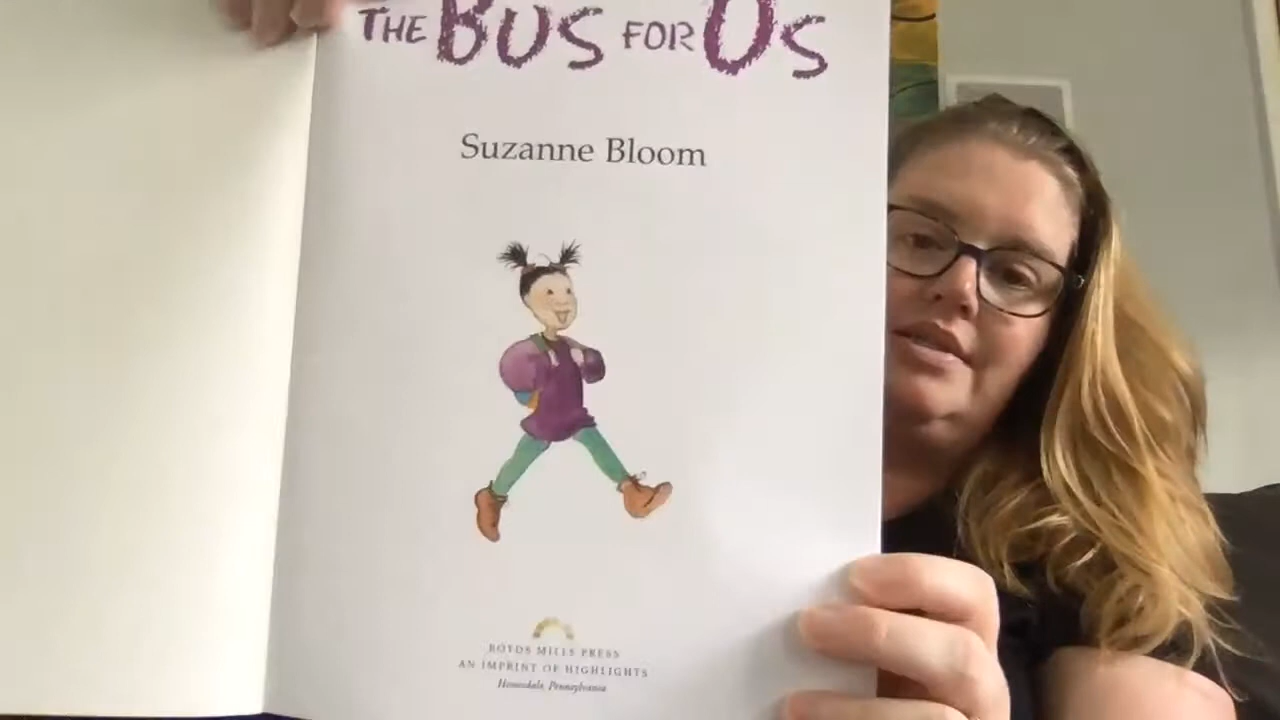 THE BUS FOR US
Suzanne Bloom
BOYDS MILLS PRESS
AN IMPRINT OF HIGHLIGHTS
Honesdale, Pennsylvania